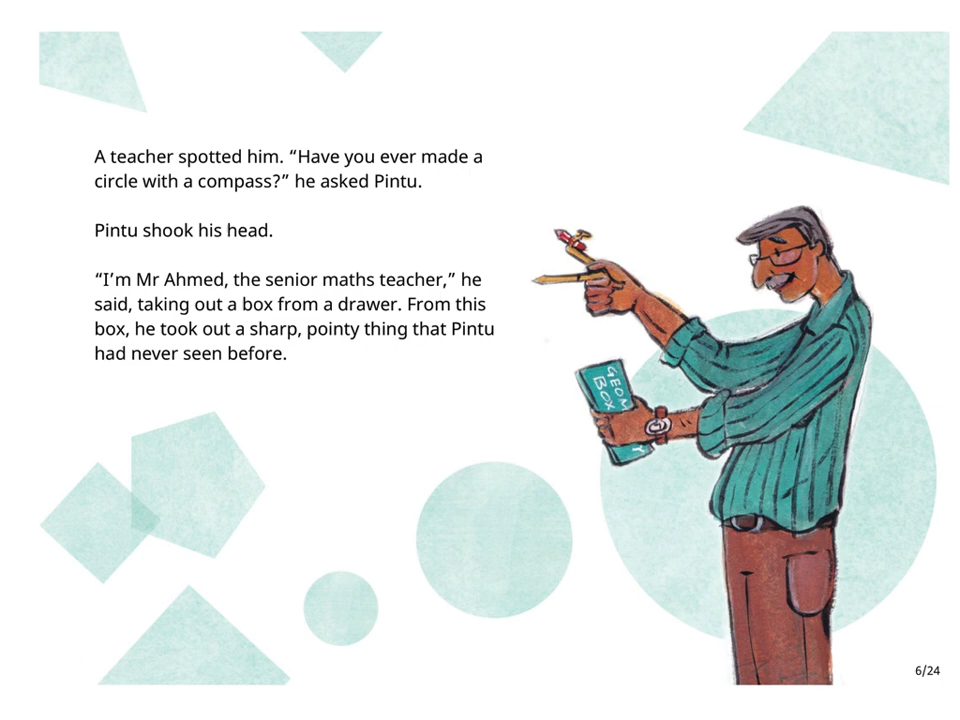 A teacher spotted him. “Have you ever made a
circle with a compass?” he asked Pintu.
Pintu shook his head.
“I’m Mr Ahmed, the senior maths teacher,” he
said, taking out a box from a drawer. From this
box, he took out a sharp, pointy thing that Pintu
had never seen before.
GEOM
BOX
Y
6/24